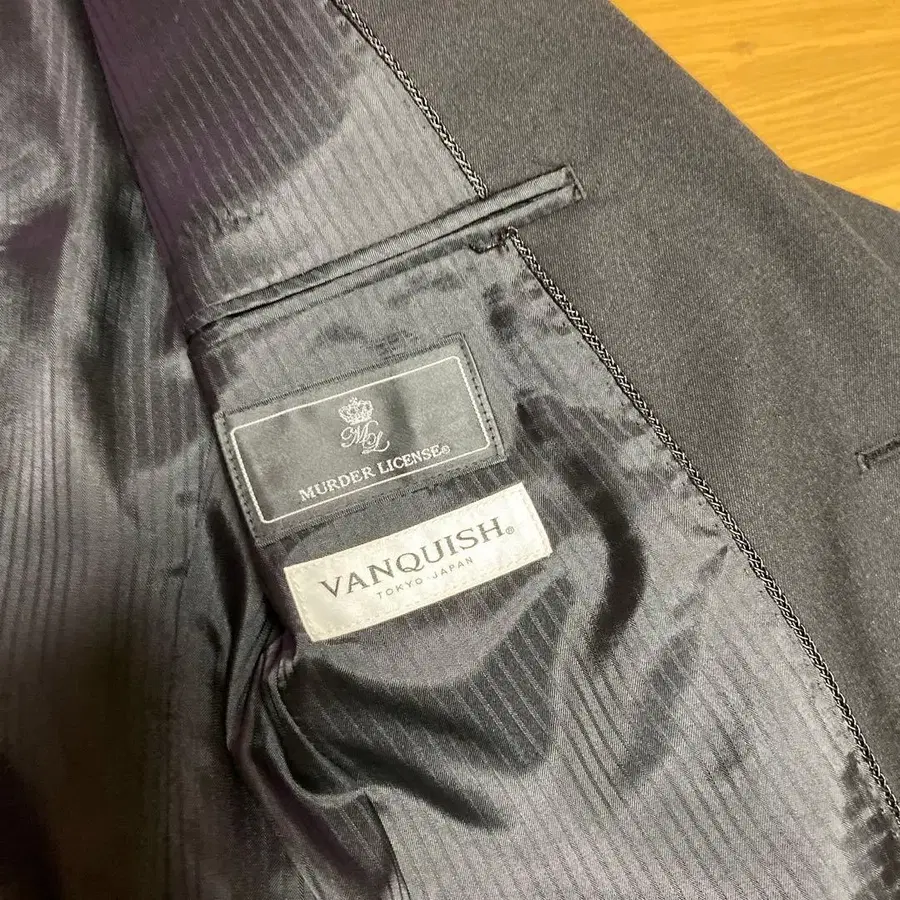 ML
MURDER LICENSE®
VANQUISH®
TOKYO JAPAN